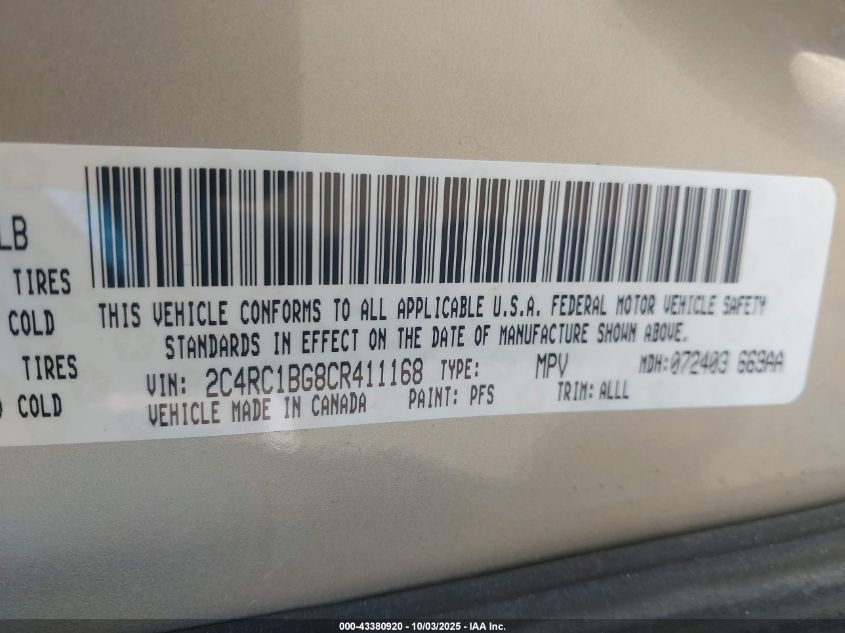 LB
TIRES
COLD
TIRES
COLD
THIS VEHICLE CONFORMS TO ALL APPLICABLE U.S.A. FEDERAL MOTOR VEHICLE SAFETY
STANDARDS IN EFFECT ON THE DATE OF MANUFACTURE SHOWN ABOVE.
VIN: 2C4RC1BG8CR411168 TYPE: MPV MDH:072403 669AA
VEHICLE MADE IN CANADA PAINT: PFS TRIM: ALLL
000-43380920 - 10/03/2025 - IAA Inc.